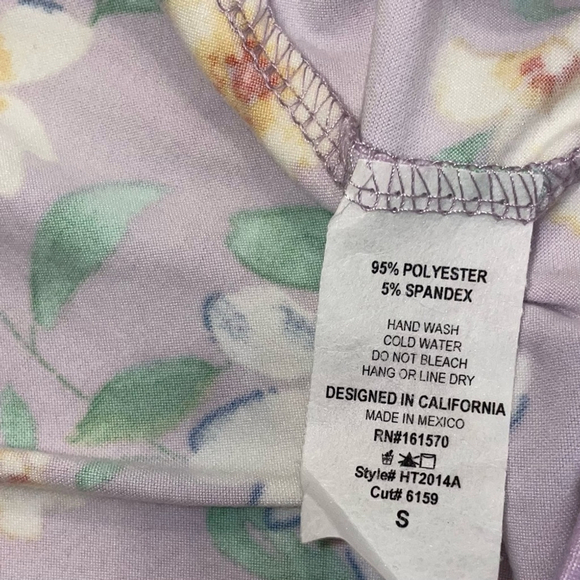 95% POLYESTER
5% SPANDEX
HAND WASH
COLD WATER
DO NOT BLEACH
HANG OR LINE DRY
DESIGNED IN CALIFORNIA
MADE IN MEXICO
RN#161570
Style# HT2014A
Cut# 6159
S